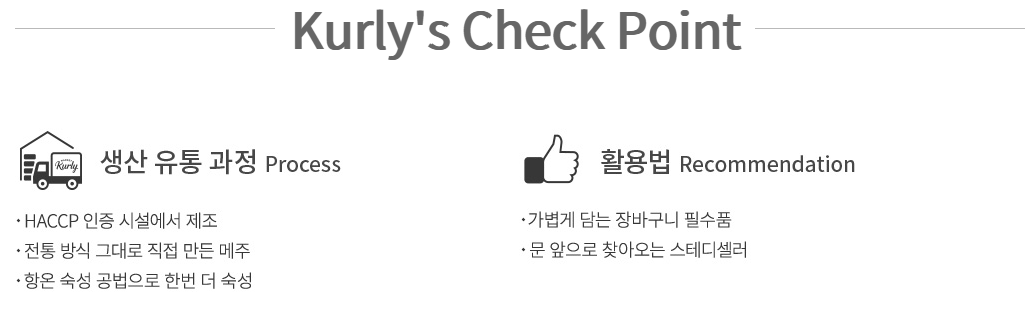 Kurly's Check Point
Kurly
생산 유통 과정 Process
· HACCP 인증 시설에서 제조
· 전통 방식 그대로 직접 만든 메주
· 항온 숙성 공법으로 한번 더 숙성
활용법 Recommendation
· 가볍게 담는 장바구니 필수품
· 문 앞으로 찾아오는 스테디셀러